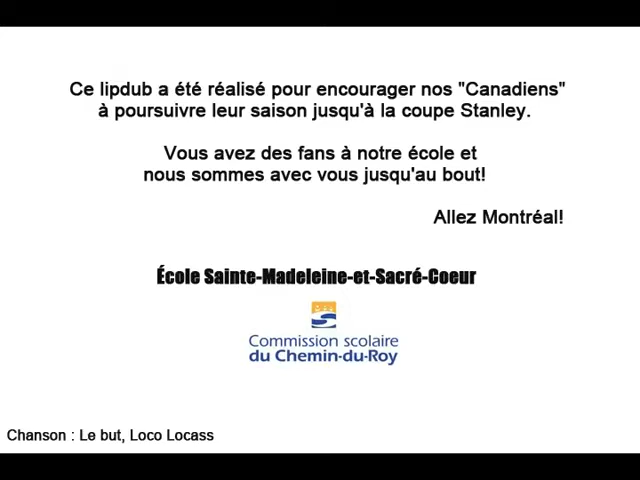 Ce lipdub a été réalisé pour encourager nos "Canadiens"
à poursuivre leur saison jusqu'à la coupe Stanley.
Vous avez des fans à notre école et
nous sommes avec vous jusqu'au bout!
Allez Montréal!
École Sainte-Madeleine-et-Sacré-Coeur
Commission scolaire
du Chemin-du-Roy
Chanson : Le but, Loco Locass